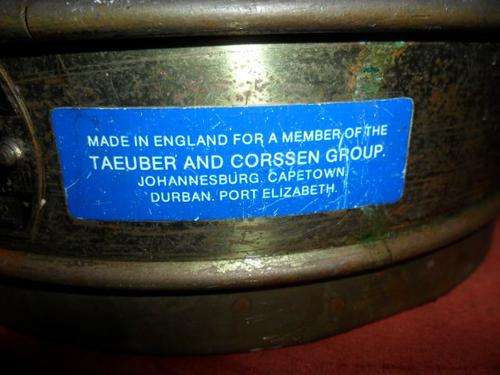 MADE IN ENGLAND FOR A MEMBER OF THE
TAEUBER AND CORSSEN GROUP.
JOHANNESBURG. CAPETOWN
DURBAN. PORT ELIZABETH.